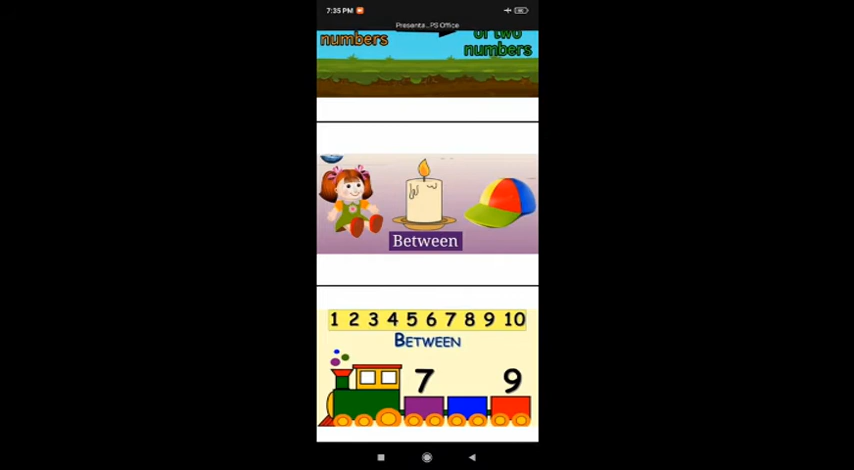 7:35 PM
Presenta...PS Office
numbers
of two
numbers
Between
1 2 3 4 5 6 7 8 9 10
BETWEEN
7 9